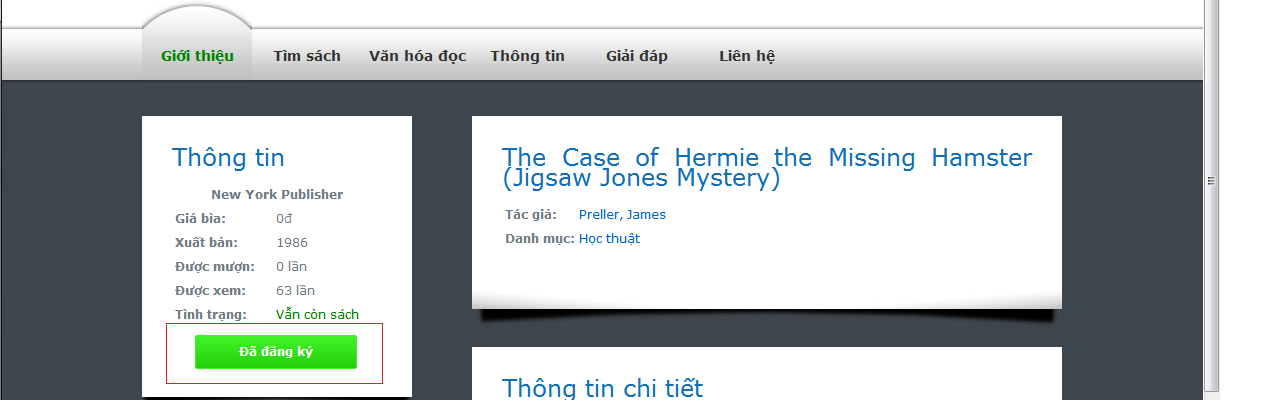 Giới thiệu Tìm sách Văn hóa đọc Thông tin Giải đáp Liên hệ
Thông tin
New York Publisher
Giá bìa: 0đ
Xuất bản: 1986
Được mượn: 0 lần
Được xem: 63 lần
Tình trạng: Vẫn còn sách
Đã đăng ký
The Case of Hermie the Missing Hamster
(Jigsaw Jones Mystery)
Tác giả: Preller, James
Danh mục: Học thuật
Thông tin chi tiết